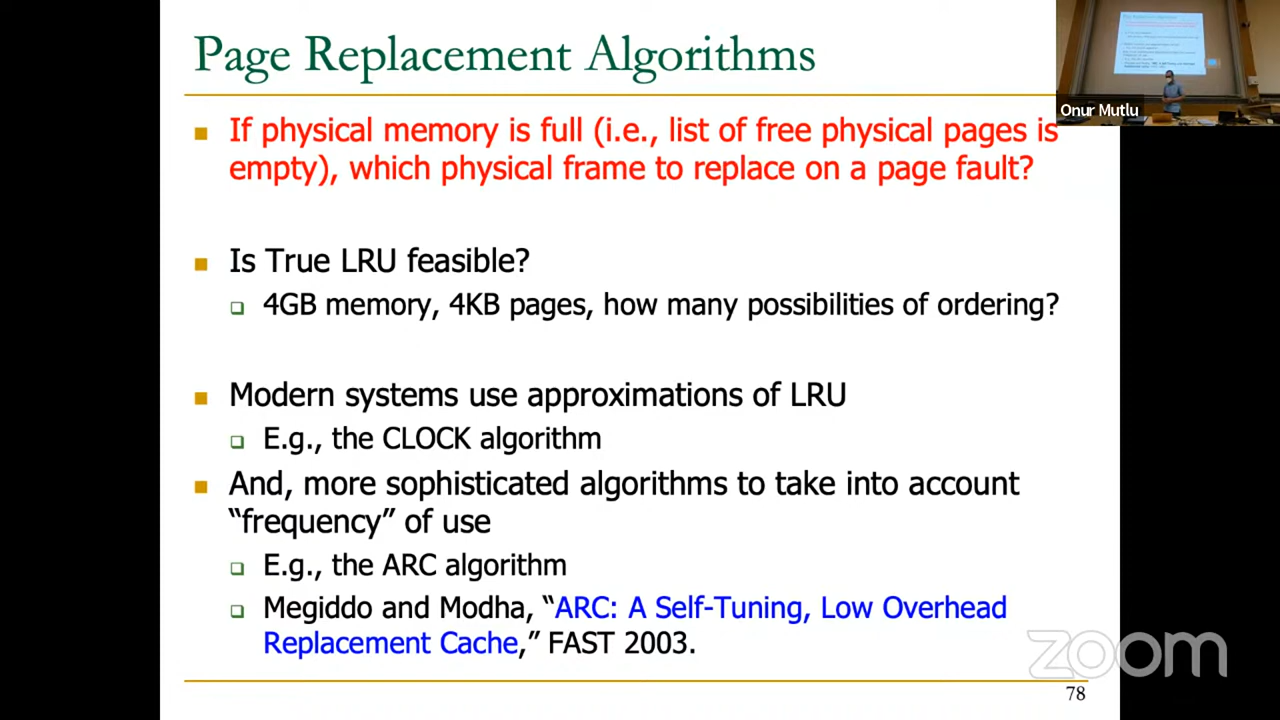 Page Replacement Algorithms
Onur Mutlu
If physical memory is full (i.e., list of free physical pages is
empty), which physical frame to replace on a page fault?
Is True LRU feasible?
4GB memory, 4KB pages, how many possibilities of ordering?
Modern systems use approximations of LRU
E.g., the CLOCK algorithm
And, more sophisticated algorithms to take into account
“frequency” of use
E.g., the ARC algorithm
Megiddo and Modha, “ARC: A Self-Tuning, Low Overhead
Replacement Cache,” FAST 2003.
zoom
78